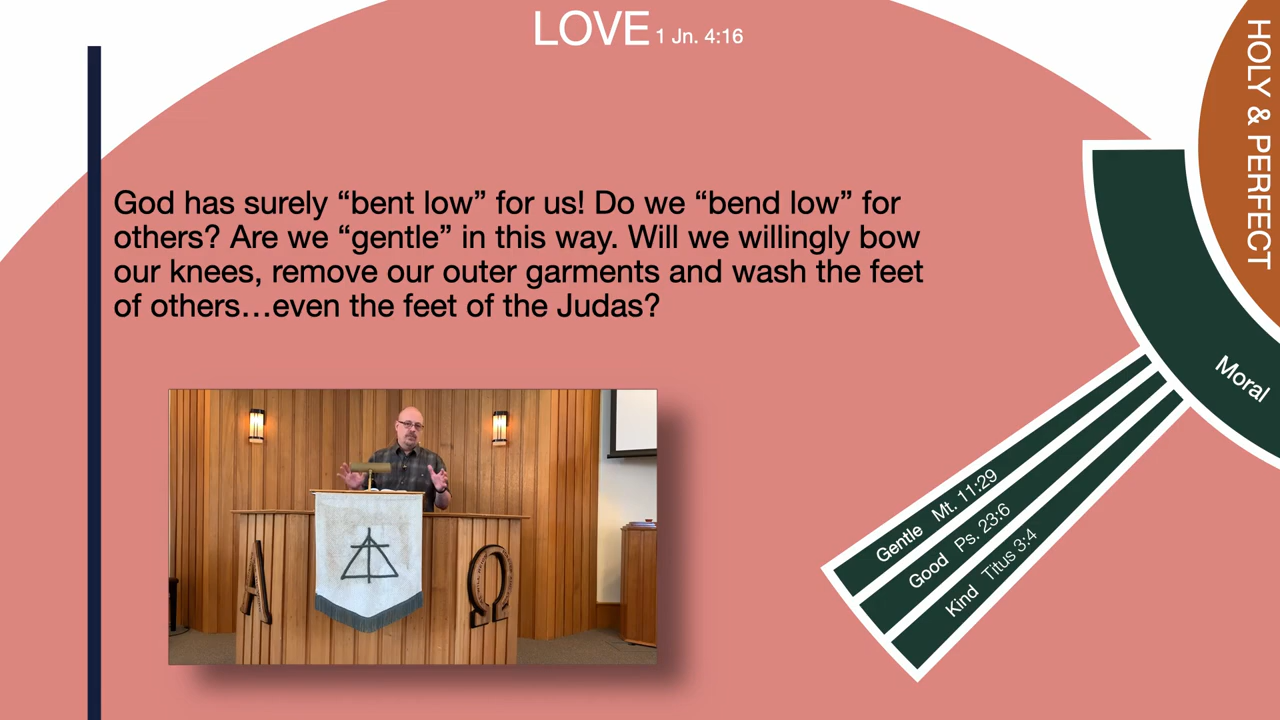 LOVE 1 Jn. 4:16
HOLY & PERFECT
God has surely “bent low” for us! Do we “bend low” for
others? Are we “gentle” in this way. Will we willingly bow
our knees, remove our outer garments and wash the feet
of others…even the feet of the Judas?
Moral
Gentle Mt. 11:29
Good Ps. 23:6
Kind Titus 3:4
Α
Ω